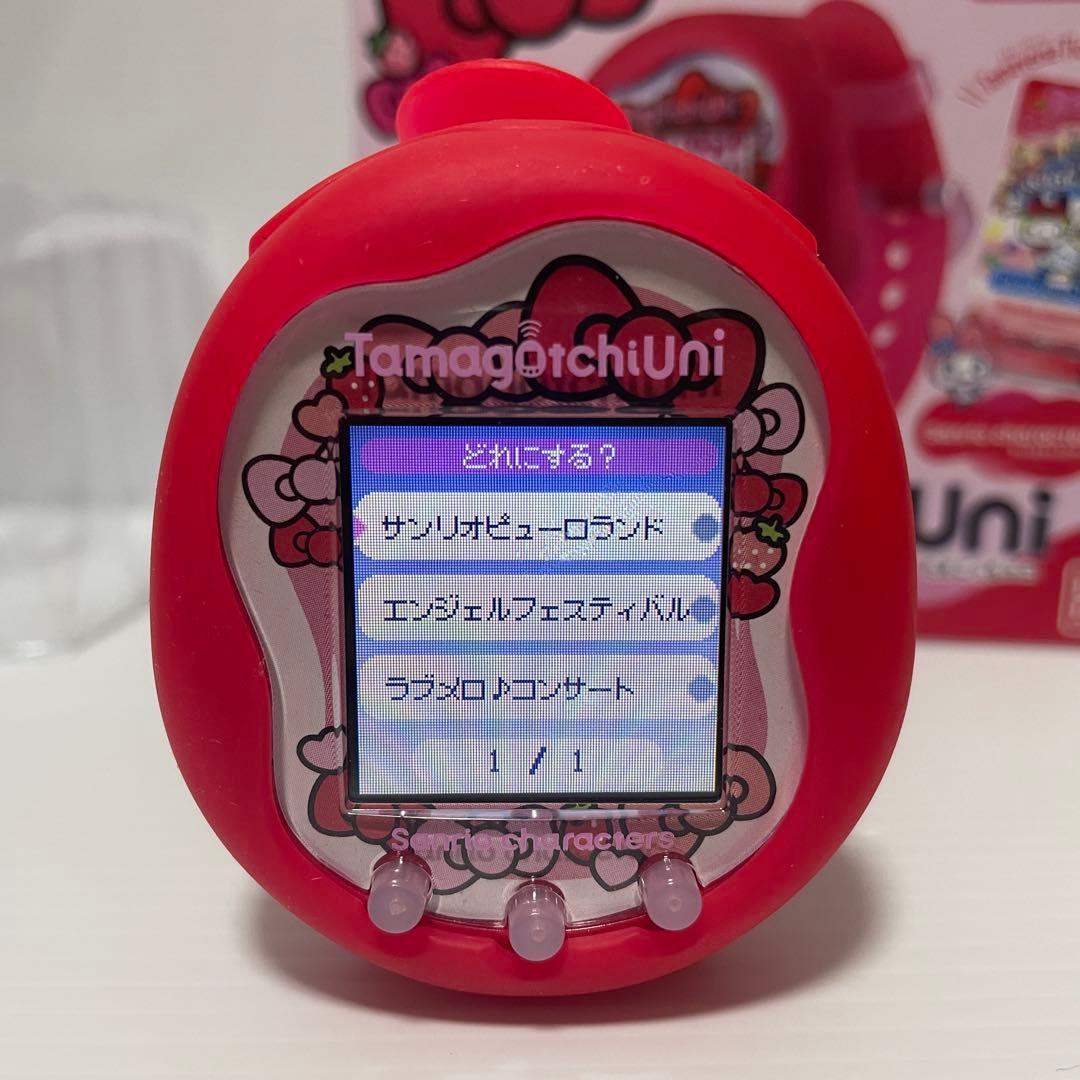 TamagotchiUni
どれにする？
サンリオピューロランド
エンジェルフェスティバル
ラブメロ♪コンサート
1 / 1
Sanrio characters
Uni